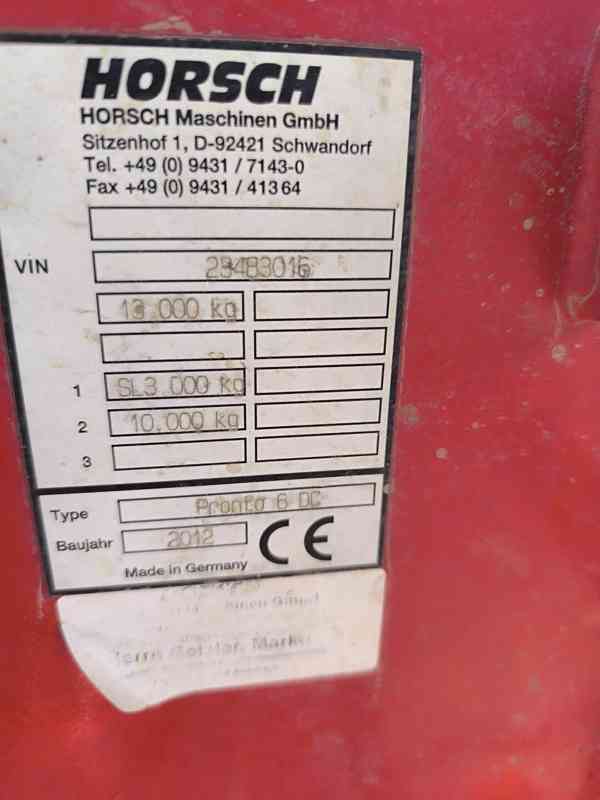 HORSCH
HORSCH Maschinen GmbH
Sitzenhof 1, D-92421 Schwandorf
Tel. +49 (0) 9431 / 7143-0
Fax +49 (0) 9431 / 413 64
VIN 23483016
13.000 kg
1 SL3.000 kg
2 10.000 kg
3
Type Pronto 6 DC
Baujahr 2012 CE
Made in Germany